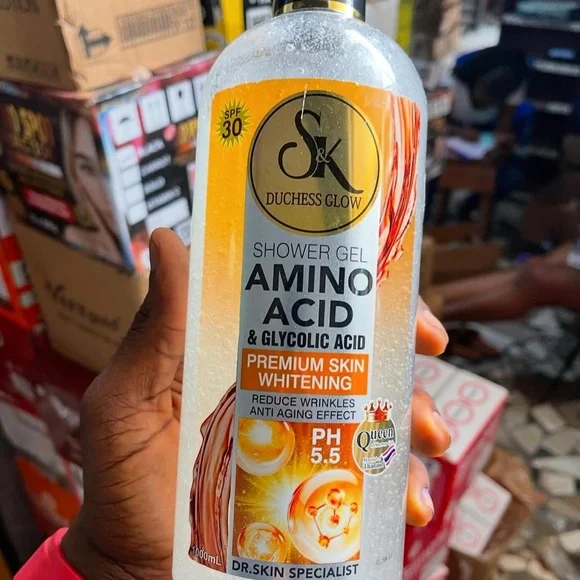 SPF
30
S&K
DUCHESS GLOW
SHOWER GEL
AMINO
ACID
& GLYCOLIC ACID
PREMIUM SKIN
WHITENING
REDUCE WRINKLES
ANTI AGING EFFECT
PH
5.5
Queen
1000mL
DR.SKIN SPECIALIST